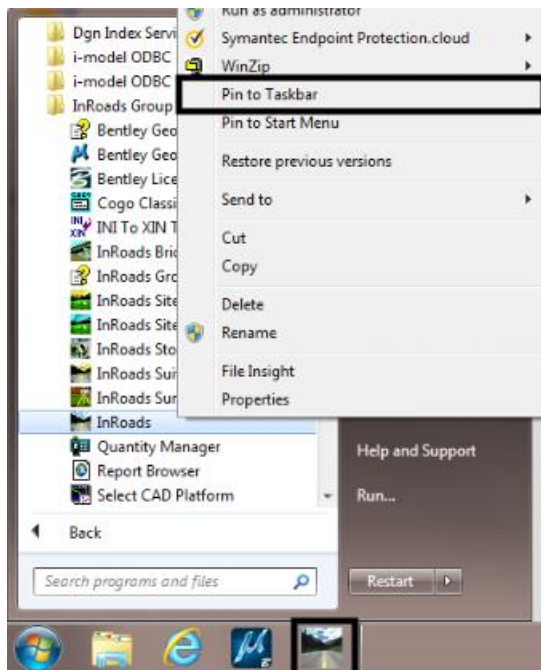 Dgn Index Servi
i-model ODBC
i-model ODBC
InRoads Group
Bentley Geo
Bentley Geo
Bentley Lice
Cogo Classi
INI To XIN T
InRoads Brid
InRoads Gro
InRoads Site
InRoads Site
InRoads Sto
InRoads Suit
InRoads Sur
InRoads
Quantity Manager
Report Browser
Select CAD Platform
Back
Search programs and files
Run as administrator
Symantec Endpoint Protection.cloud
WinZip
Pin to Taskbar
Pin to Start Menu
Restore previous versions
Send to
Cut
Copy
Delete
Rename
File Insight
Properties
Help and Support
Run...
Restart